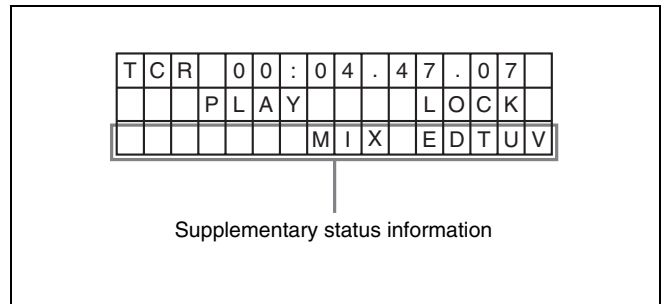 TCR 00:04.47.07
PLAY LOCK
MIX EDTUV
Supplementary status information